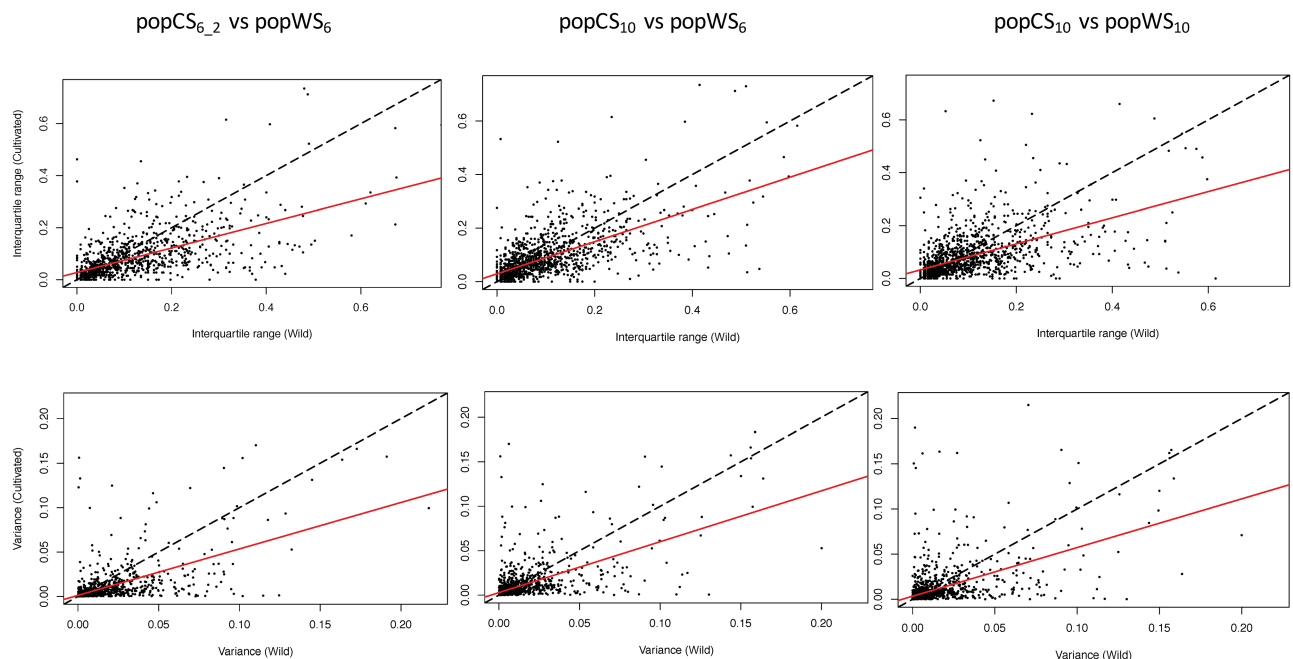 popCS6_2 vs popWS6
popCS10 vs popWS6
popCS10 vs popWS10
Interquartile range (Cultivated)
0.0 0.2 0.4 0.6
0.0 0.2 0.4 0.6
Interquartile range (Wild)
0.0 0.2 0.4 0.6
0.0 0.2 0.4 0.6
Interquartile range (Wild)
0.0 0.2 0.4 0.6
0.0 0.2 0.4 0.6
Interquartile range (Wild)
Variance (Cultivated)
0.00 0.05 0.10 0.15 0.20
0.00 0.05 0.10 0.15 0.20
Variance (Wild)
0.00 0.05 0.10 0.15 0.20
0.00 0.05 0.10 0.15 0.20
Variance (Wild)
0.00 0.05 0.10 0.15 0.20
0.00 0.05 0.10 0.15 0.20
Variance (Wild)